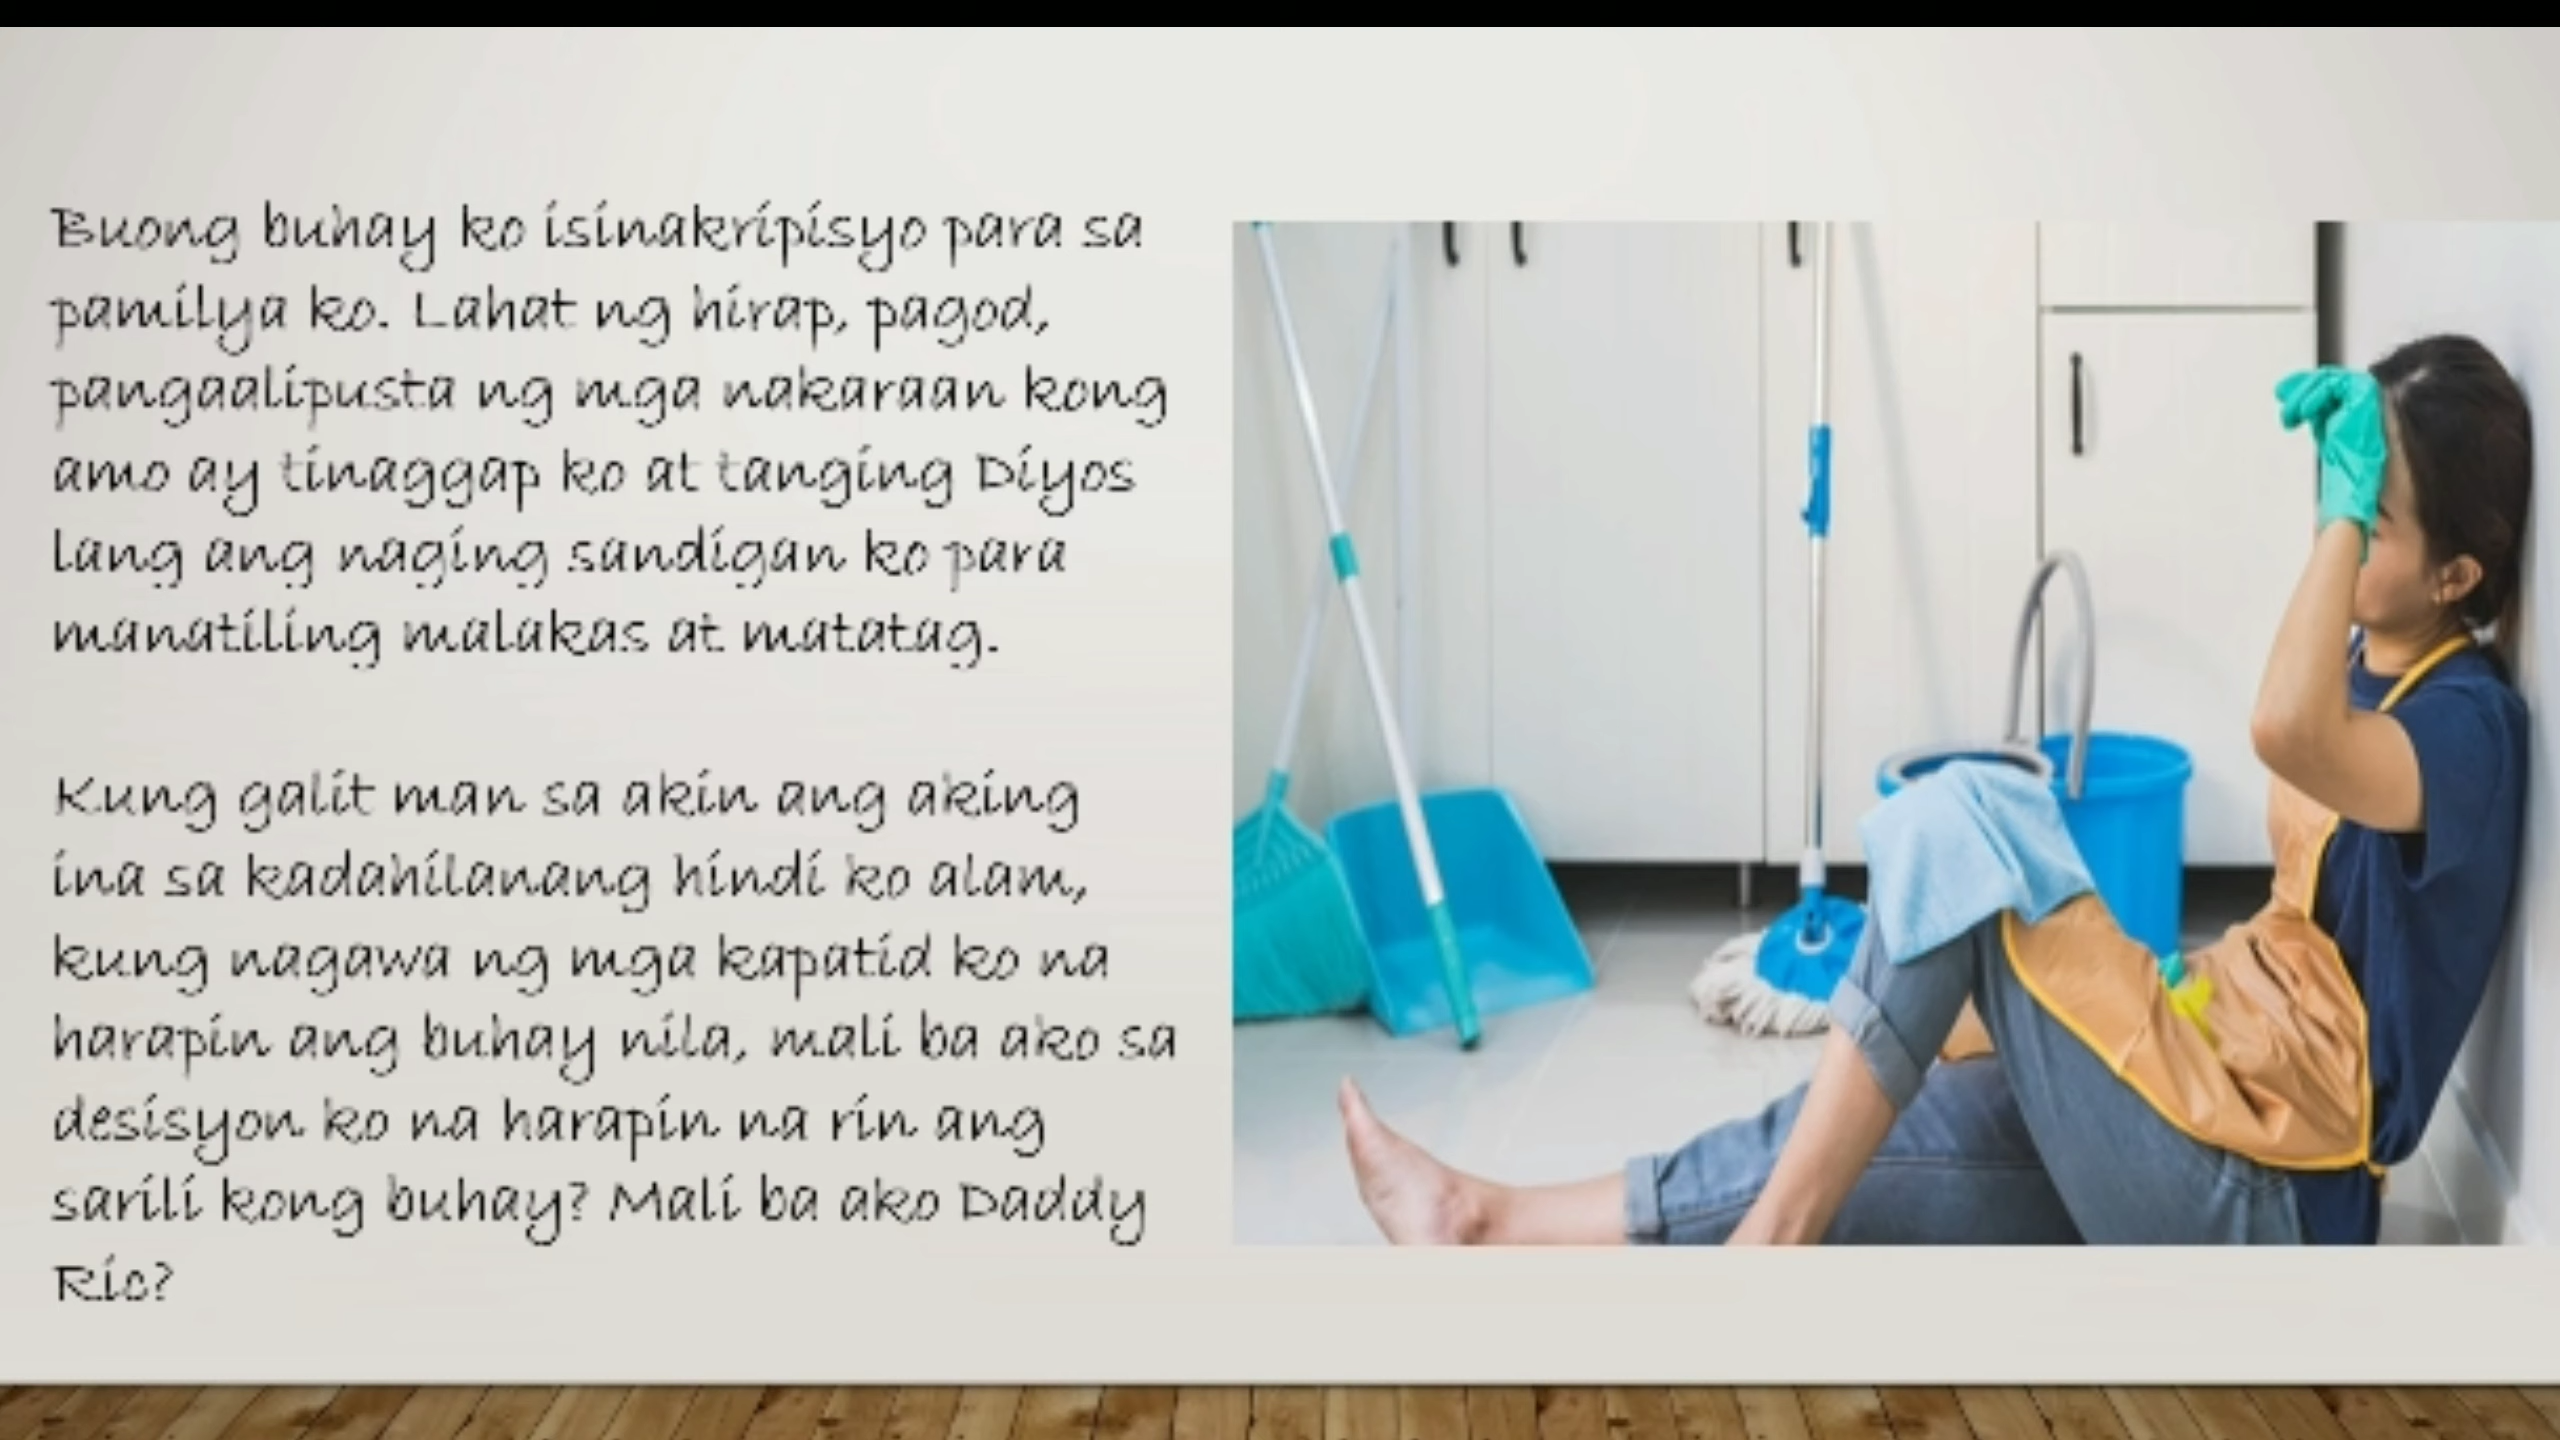 Buong buhay ko isinakripisyo para sa
pamilya ko. Lahat ng hirap, pagod,
pangaalipusta ng mga nakaraan kong
amo ay tinaggap ko at tanging Diyos
lang ang naging sandigan ko para
manatiling malakas at matatag.
Kung galit man sa akin ang aking
ina sa kadahilanang hindi ko alam,
kung nagawa ng mga kapatid ko na
harapin ang buhay nila, mali ba ako sa
desisyon ko na harapin na rin ang
sarili kong buhay? Mali ba ako Daddy
Ric?